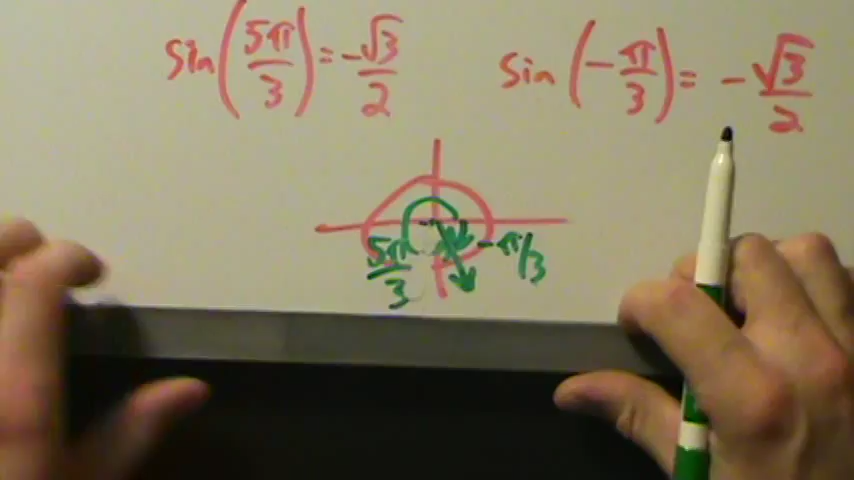 sin(5π/3) = -√3/2
sin(-π/3) = -√3/2
5π/3
-π/3